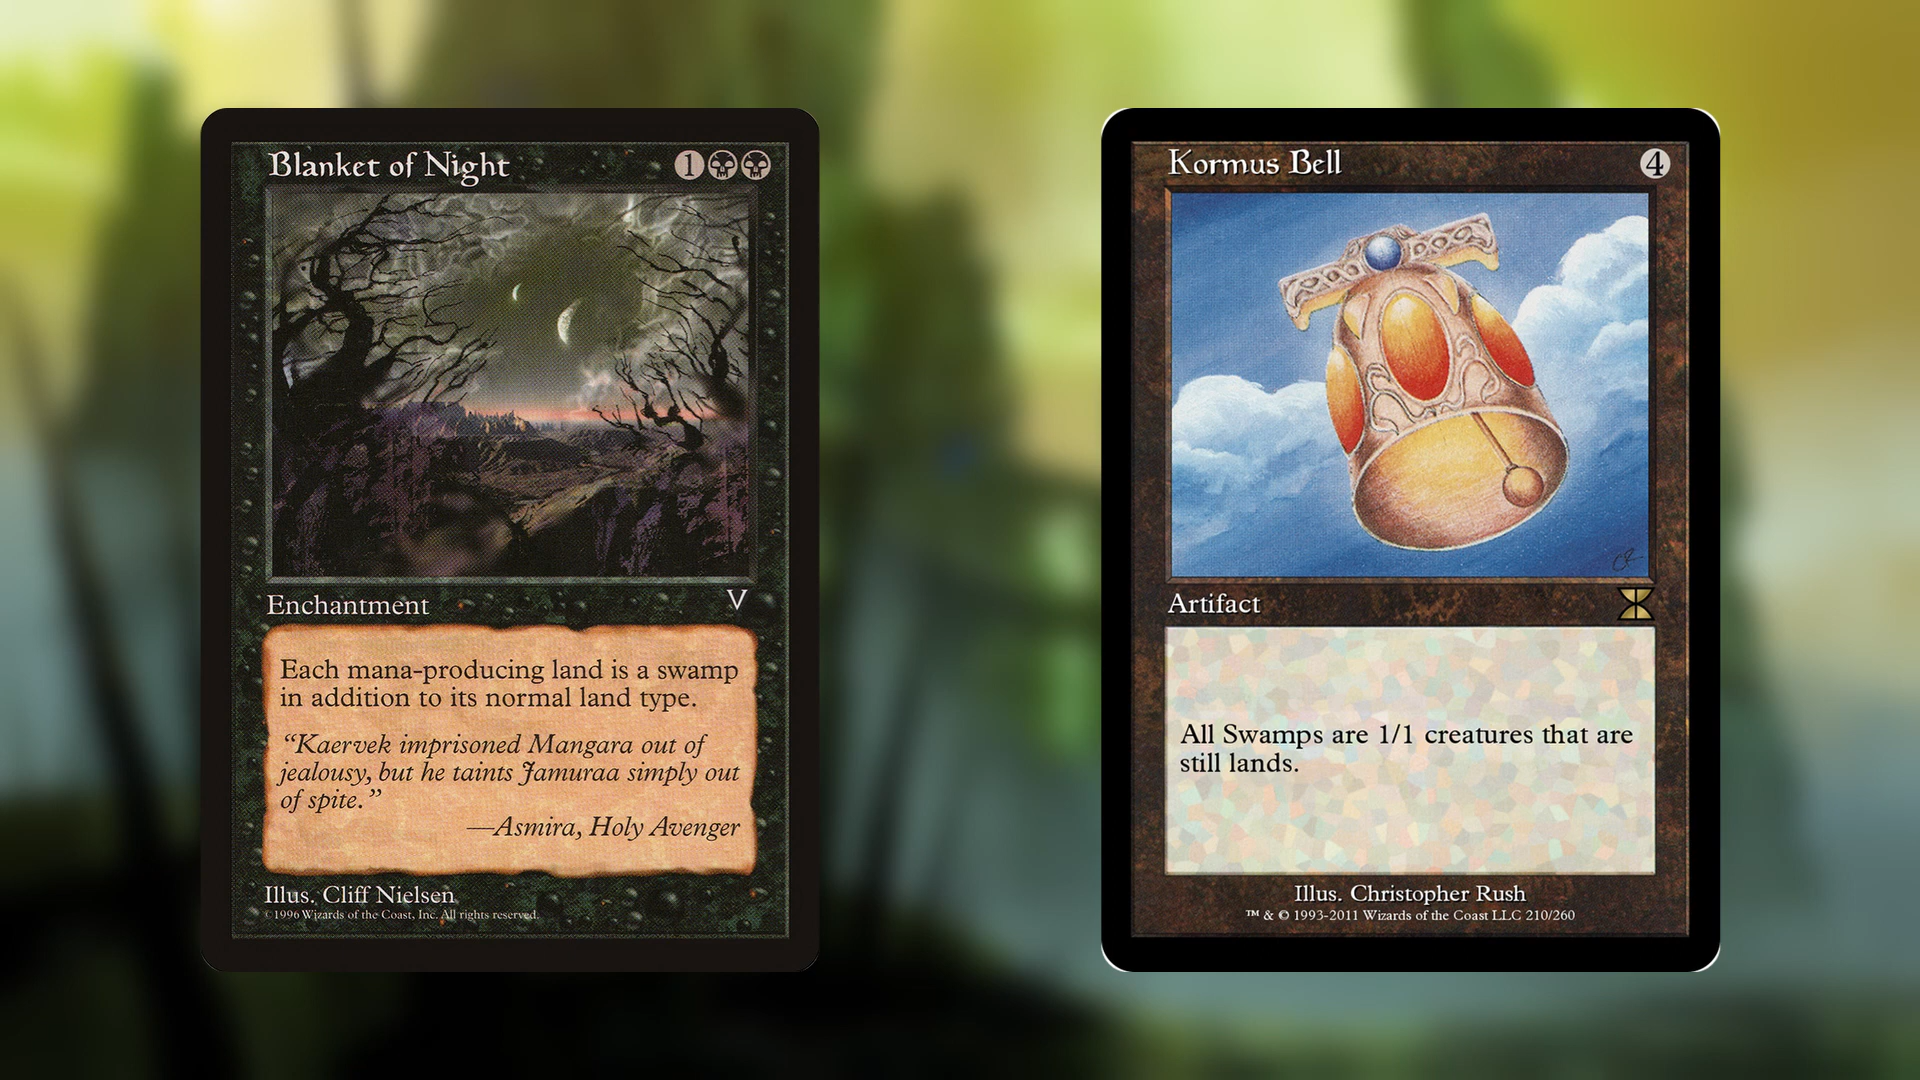 Blanket of Night
1
Enchantment
V
Each mana-producing land is a swamp
in addition to its normal land type.
“Kaervek imprisoned Mangara out of
jealousy, but he taints Jamuraa simply out
of spite.”
—Asmira, Holy Avenger
Illus. Cliff Nielsen
©1996 Wizards of the Coast, Inc. All rights reserved.
Kormus Bell
4
Artifact
All Swamps are 1/1 creatures that are
still lands.
Illus. Christopher Rush
™ & © 1993-2011 Wizards of the Coast LLC 210/260